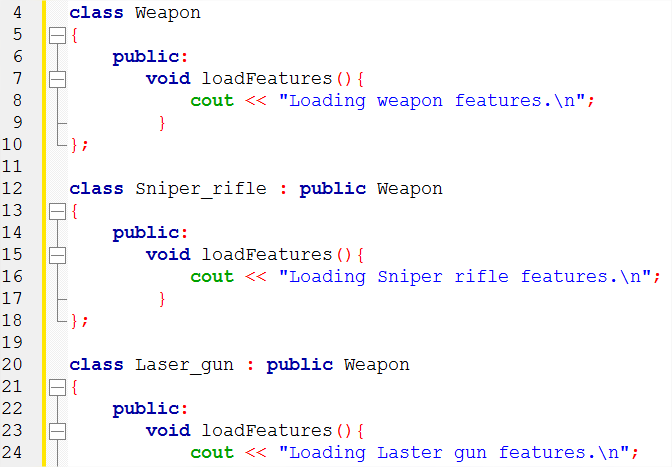 4 class Weapon
5 {
6 public:
7 void loadFeatures(){
8 cout << "Loading weapon features.\n";
9 }
10 };
11
12 class Sniper_rifle : public Weapon
13 {
14 public:
15 void loadFeatures(){
16 cout << "Loading Sniper rifle features.\n";
17 }
18 };
19
20 class Laser_gun : public Weapon
21 {
22 public:
23 void loadFeatures(){
24 cout << "Loading Laster gun features.\n";